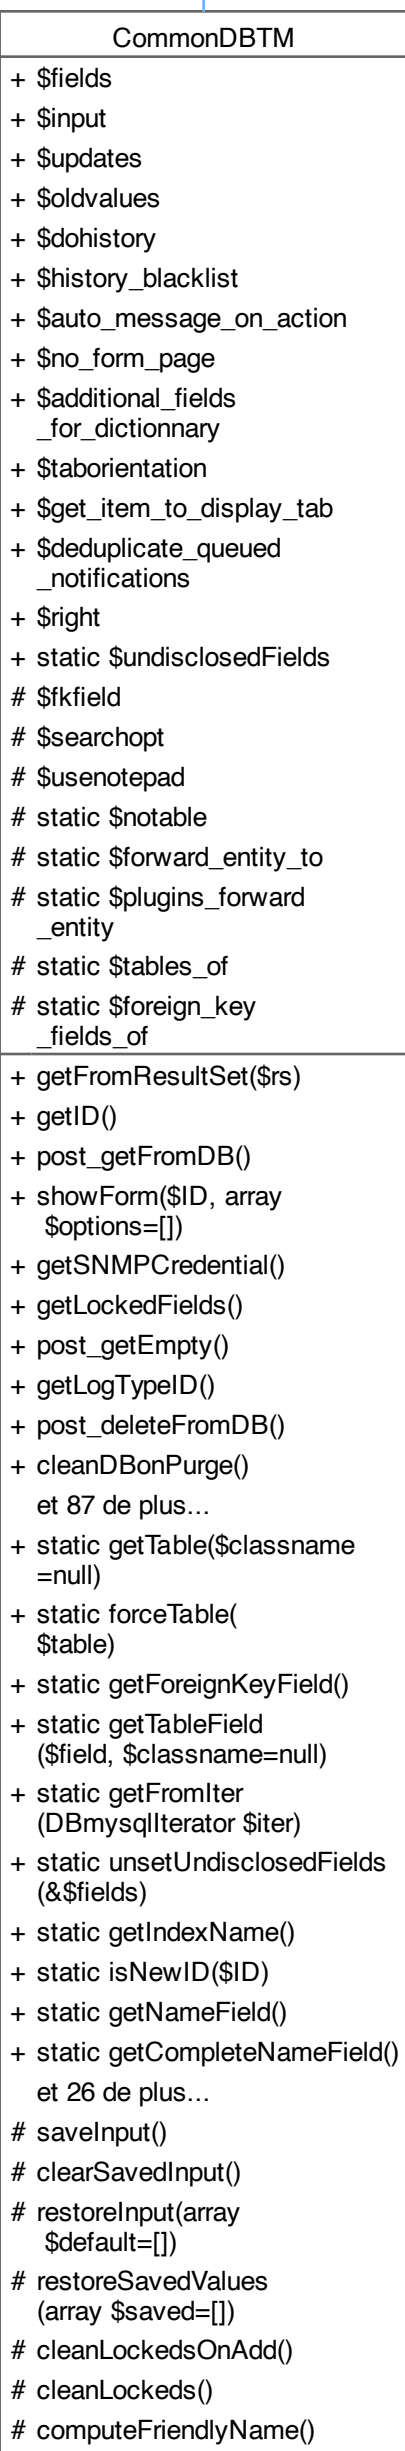 CommonDBTM
+ $fields
+ $input
+ $updates
+ $oldvalues
+ $dohistory
+ $history_blacklist
+ $auto_message_on_action
+ $no_form_page
+ $additional_fields
_for_dictionnary
+ $taborientation
+ $get_item_to_display_tab
+ $deduplicate_queued
_notifications
+ $right
+ static $undisclosedFields
# $fkfield
# $searchopt
# $usenotepad
# static $notable
# static $forward_entity_to
# static $plugins_forward
_entity
# static $tables_of
# static $foreign_key
_fields_of
+ getFromResultSet($rs)
+ getID()
+ post_getFromDB()
+ showForm($ID, array
$options=[])
+ getSNMPCredential()
+ getLockedFields()
+ post_getEmpty()
+ getLogTypeID()
+ post_deleteFromDB()
+ cleanDBonPurge()
et 87 de plus...
+ static getTable($classname
=null)
+ static forceTable(
$table)
+ static getForeignKeyField()
+ static getTableField
($field, $classname=null)
+ static getFromIter
(DBmysqlIterator $iter)
+ static unsetUndisclosedFields
(&$fields)
+ static getIndexName()
+ static isNewID($ID)
+ static getNameField()
+ static getCompleteNameField()
et 26 de plus...
# saveInput()
# clearSavedInput()
# restoreInput(array
$default=[])
# restoreSavedValues
(array $saved=[])
# cleanLockedsOnAdd()
# cleanLockeds()
# computeFriendlyName()